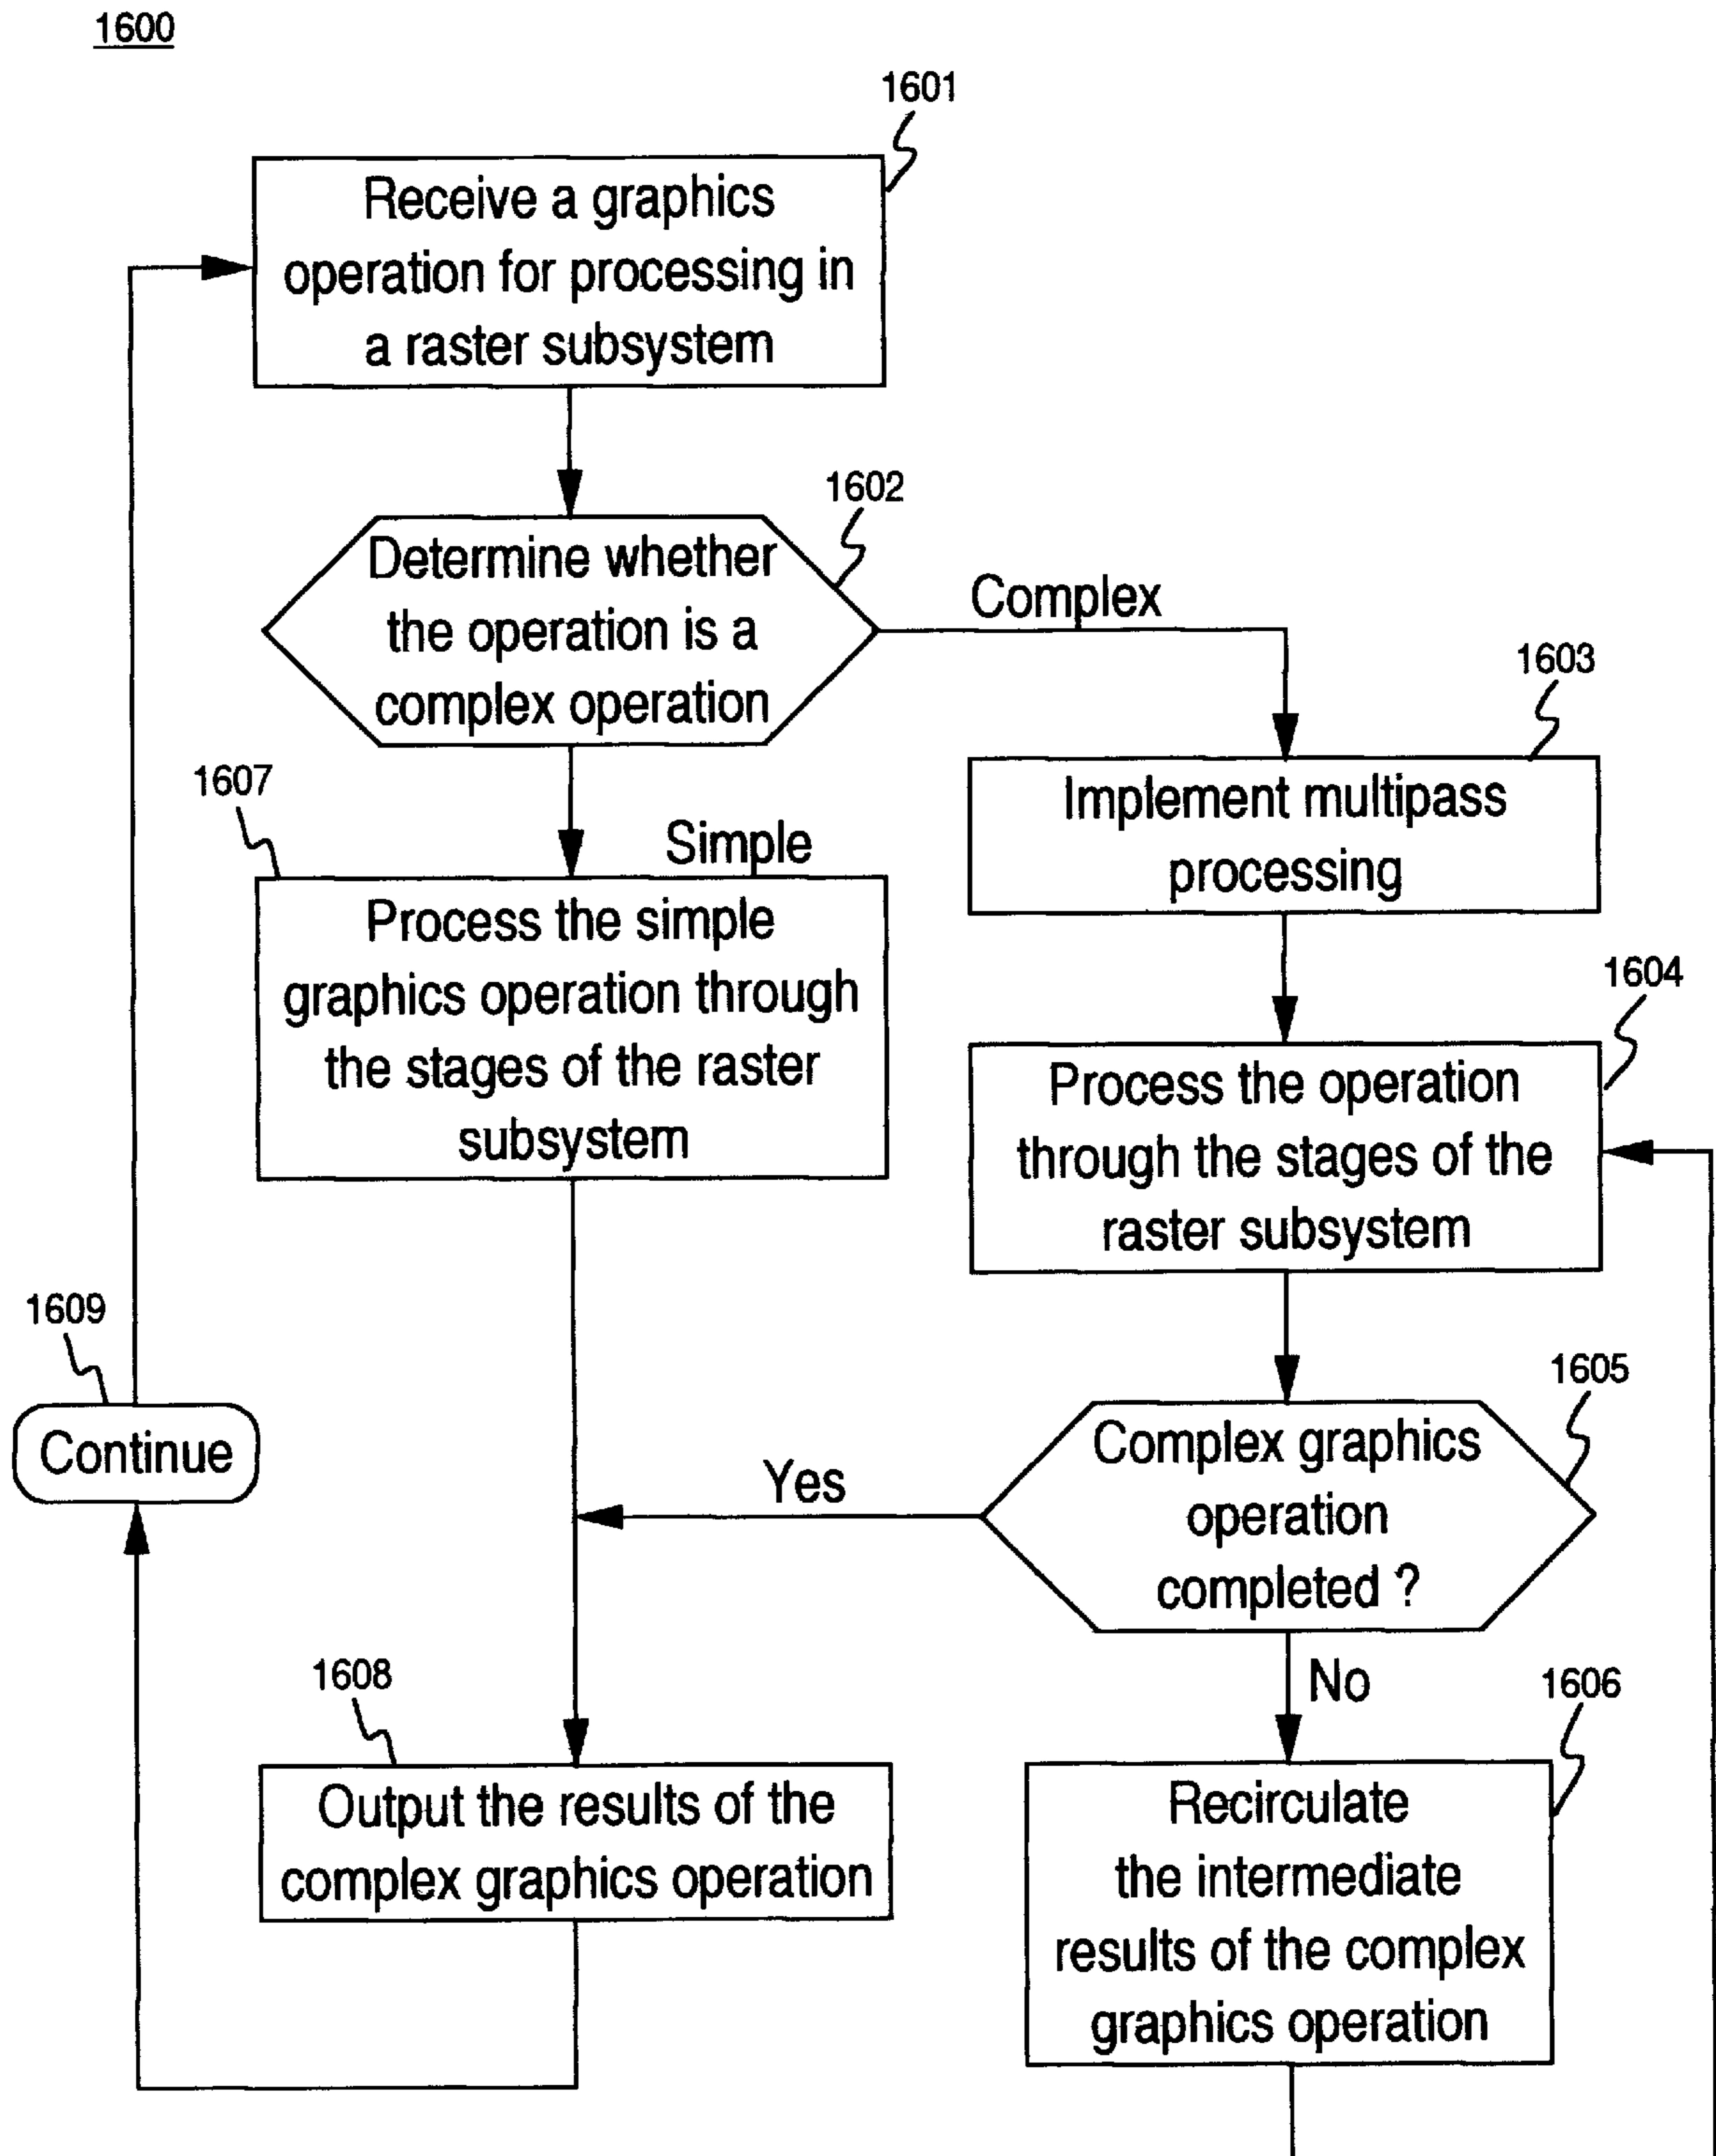 1600
1601
Receive a graphics
operation for processing in
a raster subsystem
1602
Determine whether
the operation is a
complex operation
Complex
1603
Implement multipass
processing
1607
Simple
Process the simple
graphics operation through
the stages of the raster
subsystem
1604
Process the operation
through the stages of the
raster subsystem
1609
Continue
1605
Complex graphics
operation
completed ?
Yes
No
1608
Output the results of the
complex graphics operation
1606
Recirculate
the intermediate
results of the complex
graphics operation